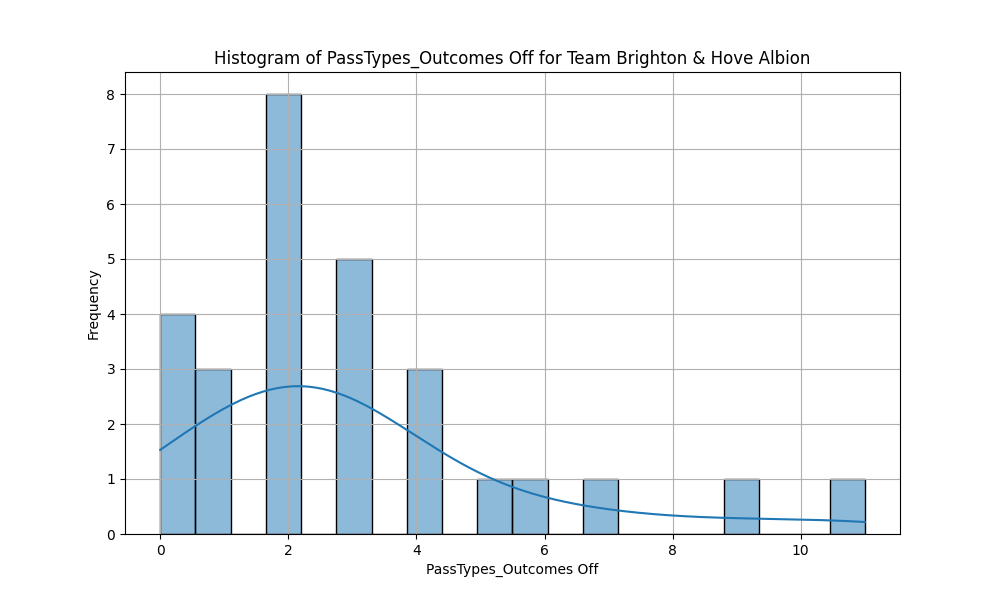 Histogram of PassTypes_Outcomes Off for Team Brighton & Hove Albion
8
7
6
5
4
3
2
1
0
Frequency
0 2 4 6 8 10
PassTypes_Outcomes Off